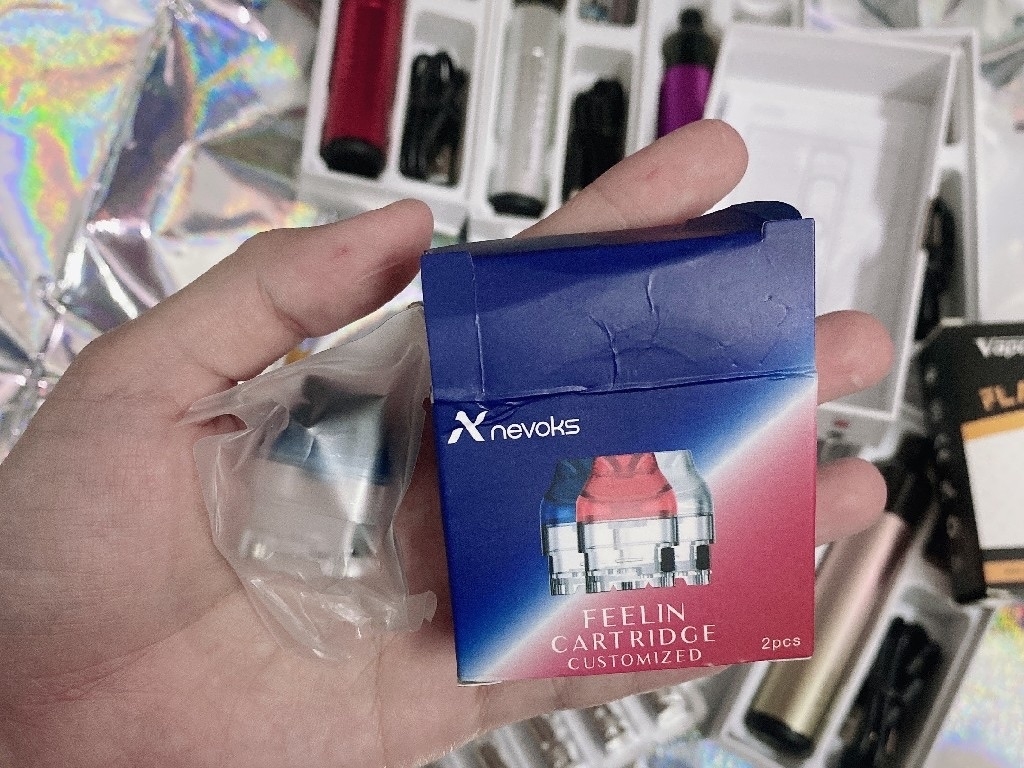 nevoks
FEELIN
CARTRIDGE
CUSTOMIZED
2pcs